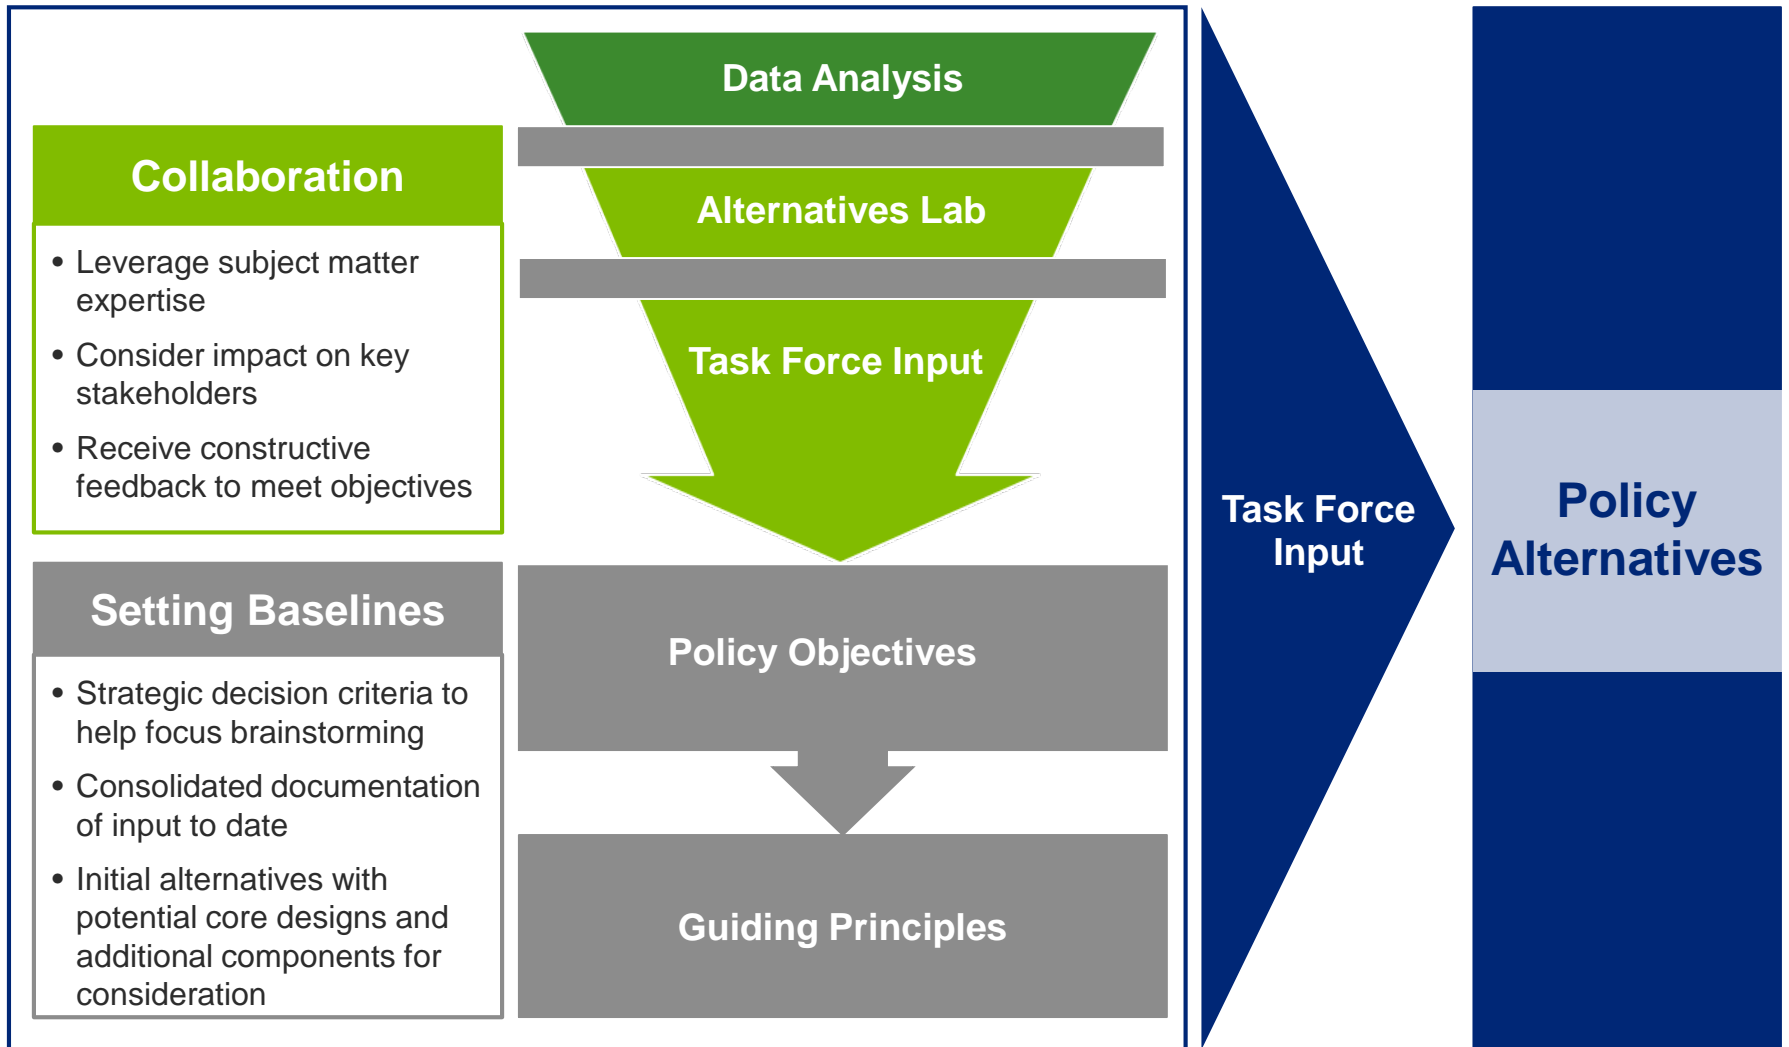 Data Analysis
Collaboration
• Leverage subject matter
expertise
• Consider impact on key
stakeholders
• Receive constructive
feedback to meet objectives
Alternatives Lab
Task Force Input
Setting Baselines
• Strategic decision criteria to
help focus brainstorming
• Consolidated documentation
of input to date
• Initial alternatives with
potential core designs and
additional components for
consideration
Policy Objectives
Guiding Principles
Task Force
Input
Policy
Alternatives